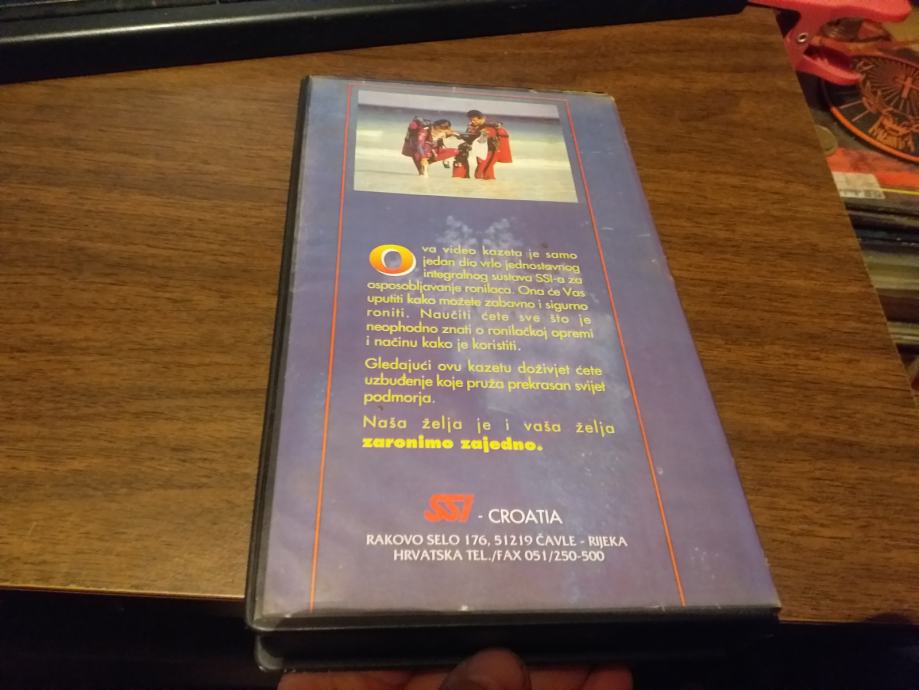 Ova video kazeta je samo
jedan dio vrlo jednostavnog
integralnog sustava SSI-a za
osposobljavanje ronilaca. Ona će Vas
uputiti kako možete zabavno i sigurno
roniti. Naučiti ćete sve što je
neophodno znati o ronilačkoj opremi
i načinu kako je koristiti.
Gledajući ovu kazetu doživjet ćete
uzbuđenje koje pruža prekrasan svijet
podmorja.
Naša želja je i vaša želja
zaronimo zajedno.
SSI - CROATIA
RAKOVO SELO 176, 51219 ČAVLE - RIJEKA
HRVATSKA TEL./FAX 051/250-500